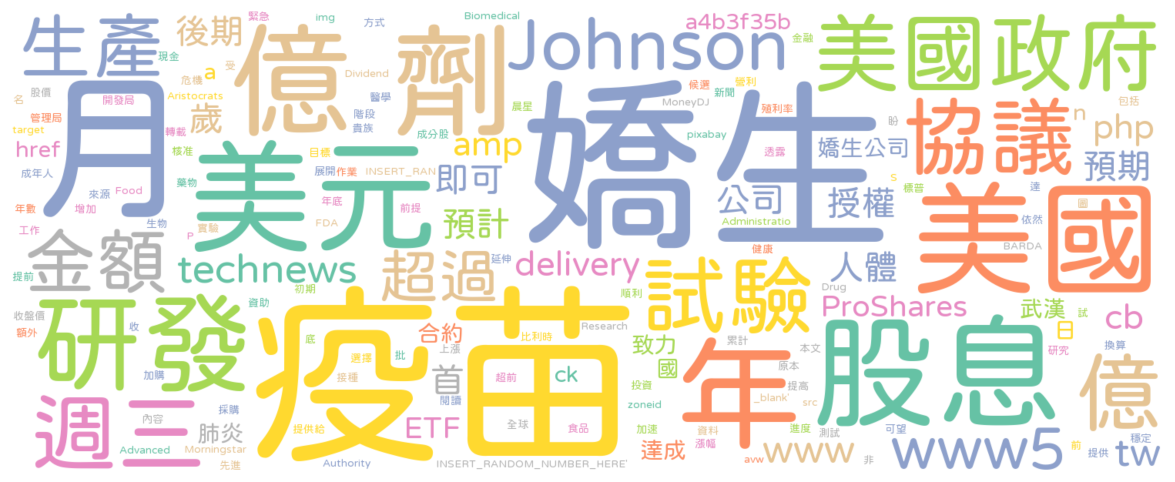 生產
後期
億
劑
Johnson
a4b3f35b
美國政府
月
嬌生
協議
美國
美元
歲
金額
technews
超過
delivery
試驗
人體
ProShares
公司
授權
嬌生公司
預期
php
n
amp
即可
預計
a
href
研發
疫苗
年
股息
億
週三
肺炎
首
合約
ETF
ck
致力
國
達成
www
www5
tw
cb
日
武漢
現金
股價
開發局
名
Aristocrats
target
管理局
轉載
核准
成年人
藥物
來源
Food
年數
增加
工作
生物
P
實驗
提前
緊急
img
方式
Biomedical
受
危機
Dividend
醫學
階段
貴族
成分股
目標
展開
作業
INSERT_RAN
年底
FDA
前提
晨星
金融
候選
營利
新聞
MoneyDJ
殖利率
pixabay
透露
盼
包括
標普
S
達
依然
圖
BARDA
Administratio
健康
Drug
延伸
殖利
初期
資助
收盤價
額外
收
加購
內容
採購
Advanced
Morningstar
先進
底
提供給
選擇
接種
批
上漲
閱讀
Authority
比利時
Research
超前
全球
食品
INSERT_RANDOM_NUMBER_HERE'
投資
zoneid
加速
資料
漲幅
累計
本文
原本
提高
_blank'
src
進度
測試
avw
非
可望
試
研究
換算
前
提供
穩定